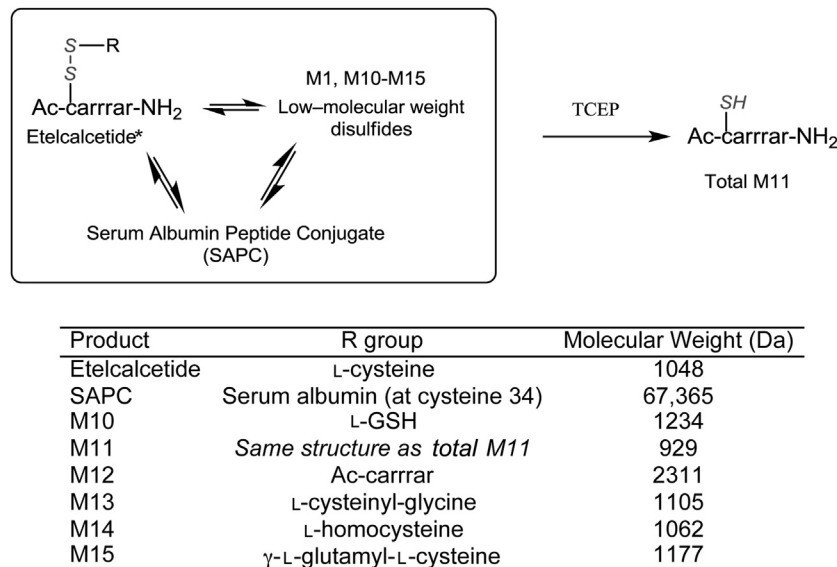 S—R
S
Ac-carrrar-NH2
Etelcalcetide*
M1, M10-M15
Low–molecular weight
disulfides
Serum Albumin Peptide Conjugate
(SAPC)
TCEP
SH
Ac-carrrar-NH2
Total M11
Product R group Molecular Weight (Da)
Etelcalcetide L-cysteine 1048
SAPC Serum albumin (at cysteine 34) 67,365
M10 L-GSH 1234
M11 Same structure as total M11 929
M12 Ac-carrrar 2311
M13 L-cysteinyl-glycine 1105
M14 L-homocysteine 1062
M15 γ-L-glutamyl-L-cysteine 1177